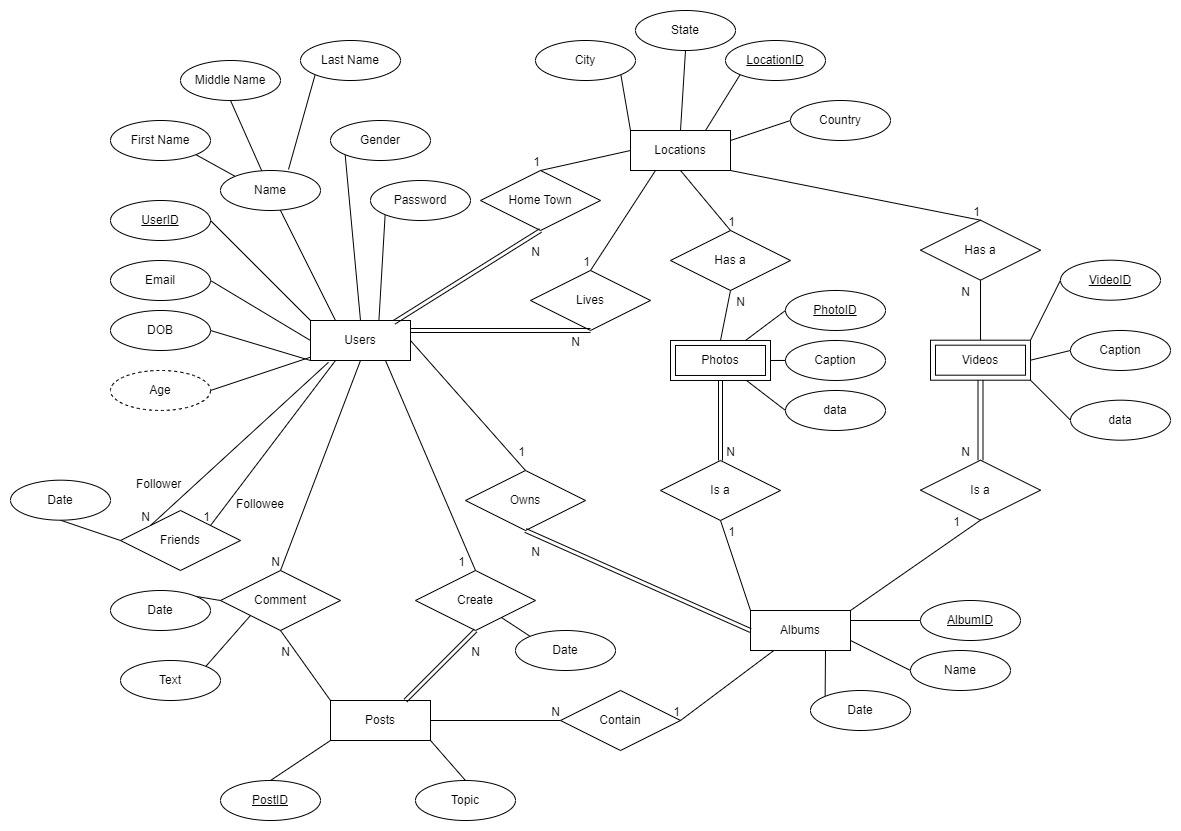 State
City
LocationID
Last Name
Middle Name
Country
First Name
Gender
Locations
Name
1
Home Town
Password
UserID
1
1
Has a
Has a
N
1
Email
Lives
N
N
VideoID
PhotoID
DOB
Users
N
Photos
Caption
Videos
Caption
Age
data
data
1
N
N
Follower
Is a
Is a
Date
Owns
Followee
N
1
1
1
Friends
N
N
1
Comment
Create
Date
AlbumID
Albums
N
N
Date
Name
Text
N
1
Date
Posts
Contain
PostID
Topic